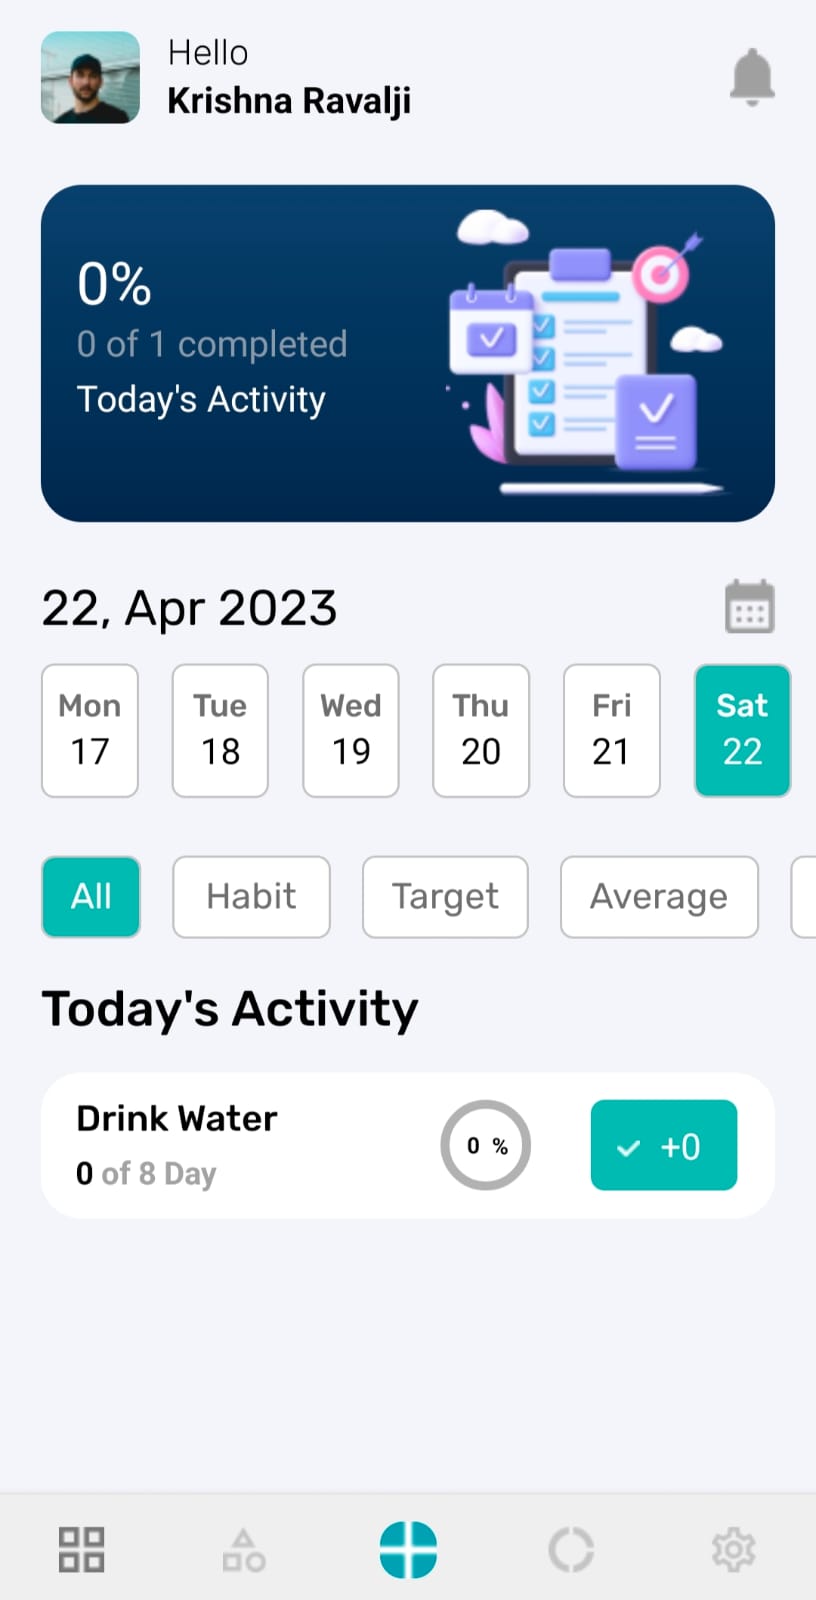 Hello
Krishna Ravalji
0%
0 of 1 completed
Today's Activity
22, Apr 2023
Mon Tue Wed Thu Fri Sat
17 18 19 20 21 22
All Habit Target Average
Today's Activity
Drink Water
0 of 8 Day
0 %
+0